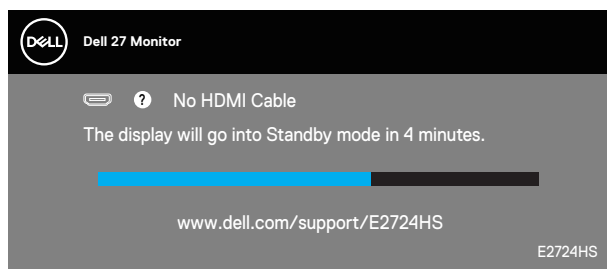 DELL
Dell 27 Monitor
? No HDMI Cable
The display will go into Standby mode in 4 minutes.
www.dell.com/support/E2724HS
E2724HS